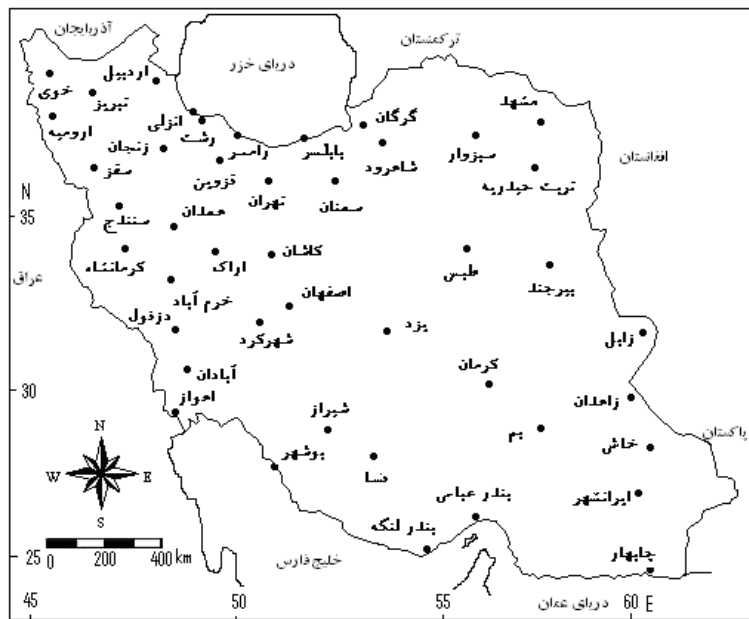 آذربایجان
ترکمنستان
دریای خزر
خوی
اردبیل
تبریز
ارومیه
انزلی
رشت
رامسر
بابلسر
گرگان
مشهد
سبزوار
شاهرود
زنجان
سقز
قزوین
تهران
سمنان
تربت حیدریه
افغانستان
N
35
سنندج
همدان
کرمانشاه
اراک
کاشان
طبس
بیرجند
عراق
خرم آباد
اصفهان
دزفول
شهرکرد
یزد
زابل
30
آبادان
اهواز
کرمان
زاهدان
شیراز
بم
پاکستان
خاش
بوشهر
فسا
N
W
E
S
ایرانشهر
بندر عباس
بندر لنگه
0 200 400 km
25
خلیج فارس
چابهار
دریای عمان
45 50 55 60 E